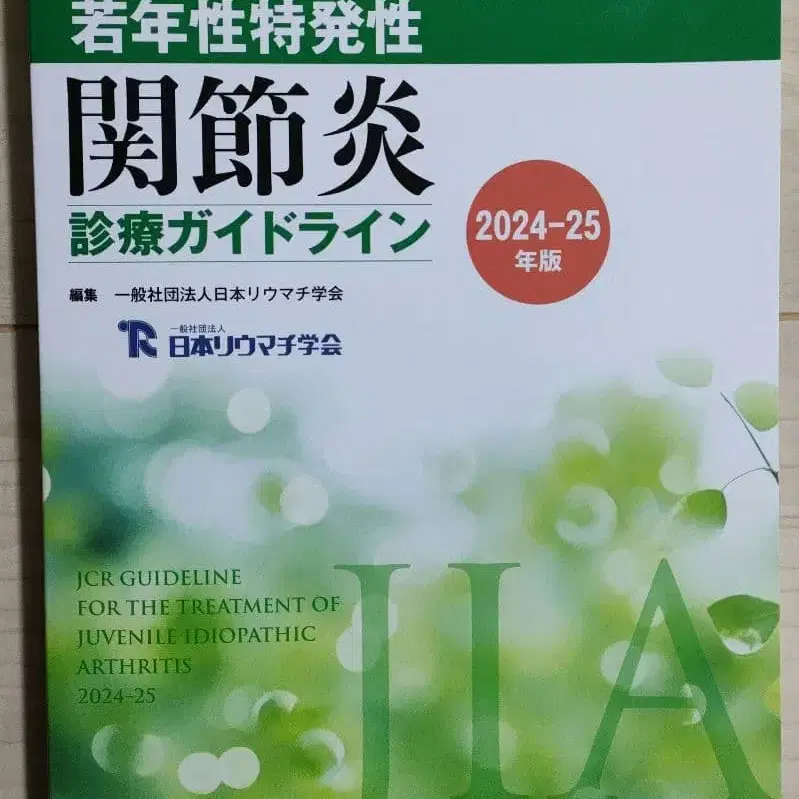 若年性特発性
関節炎
診療ガイドライン
2024-25
年版
編集 一般社団法人日本リウマチ学会
一般社団法人
日本リウマチ学会
JCR GUIDELINE
FOR THE TREATMENT OF
JUVENILE IDIOPATHIC
ARTHRITIS
2024-25
JIA